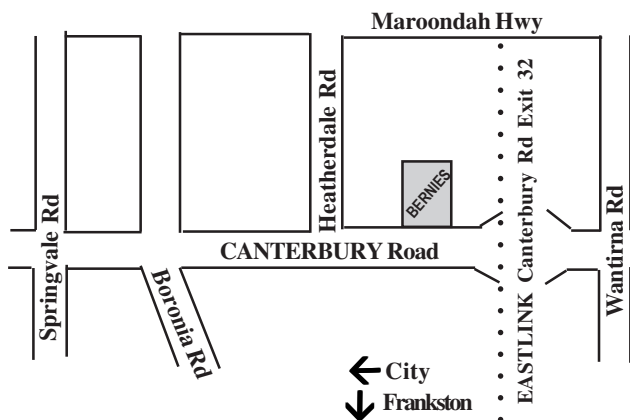 Maroondah Hwy
Springvale Rd
Heatherdale Rd
BERNIES
EASTLINK Canterbury Rd Exit 32
Wantirna Rd
CANTERBURY Road
Boronia Rd
City
Frankston